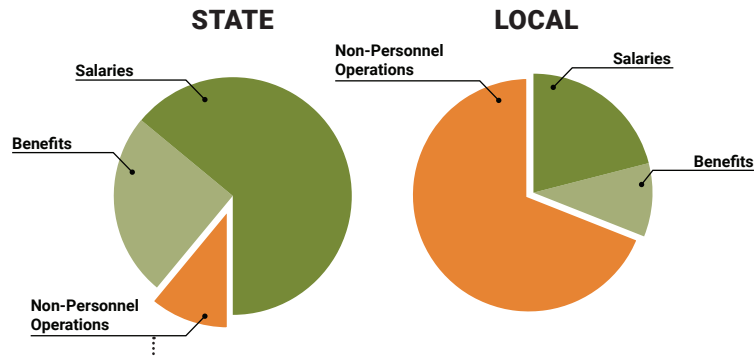 STATE
Salaries
Benefits
Non-Personnel
Operations
LOCAL
Non-Personnel
Operations
Salaries
Benefits